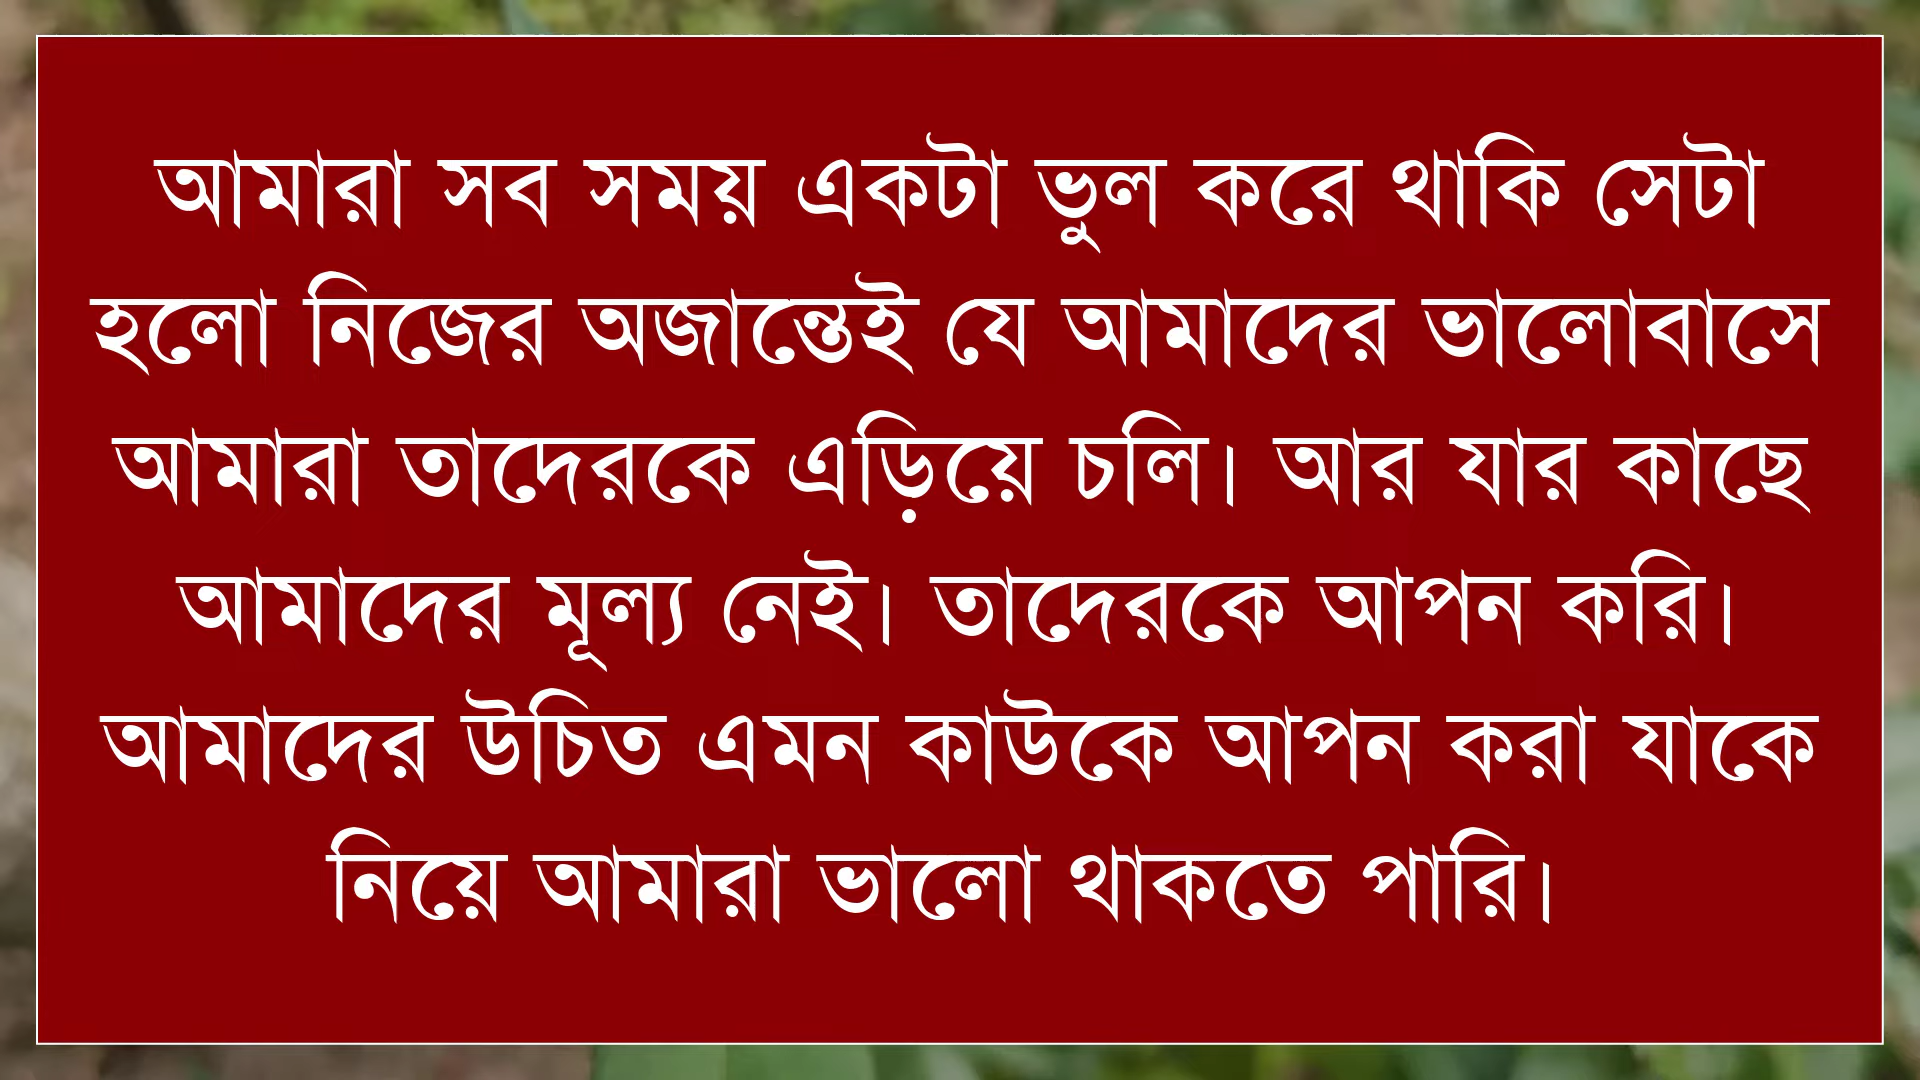 আমারা সব সময় একটা ভুল করে থাকি সেটা
হলো নিজের অজান্তেই যে আমাদের ভালোবাসে
আমারা তাদেরকে এড়িয়ে চলি। আর যার কাছে
আমাদের মূল্য নেই। তাদেরকে আপন করি।
আমাদের উচিত এমন কাউকে আপন করা যাকে
নিয়ে আমারা ভালো থাকতে পারি।